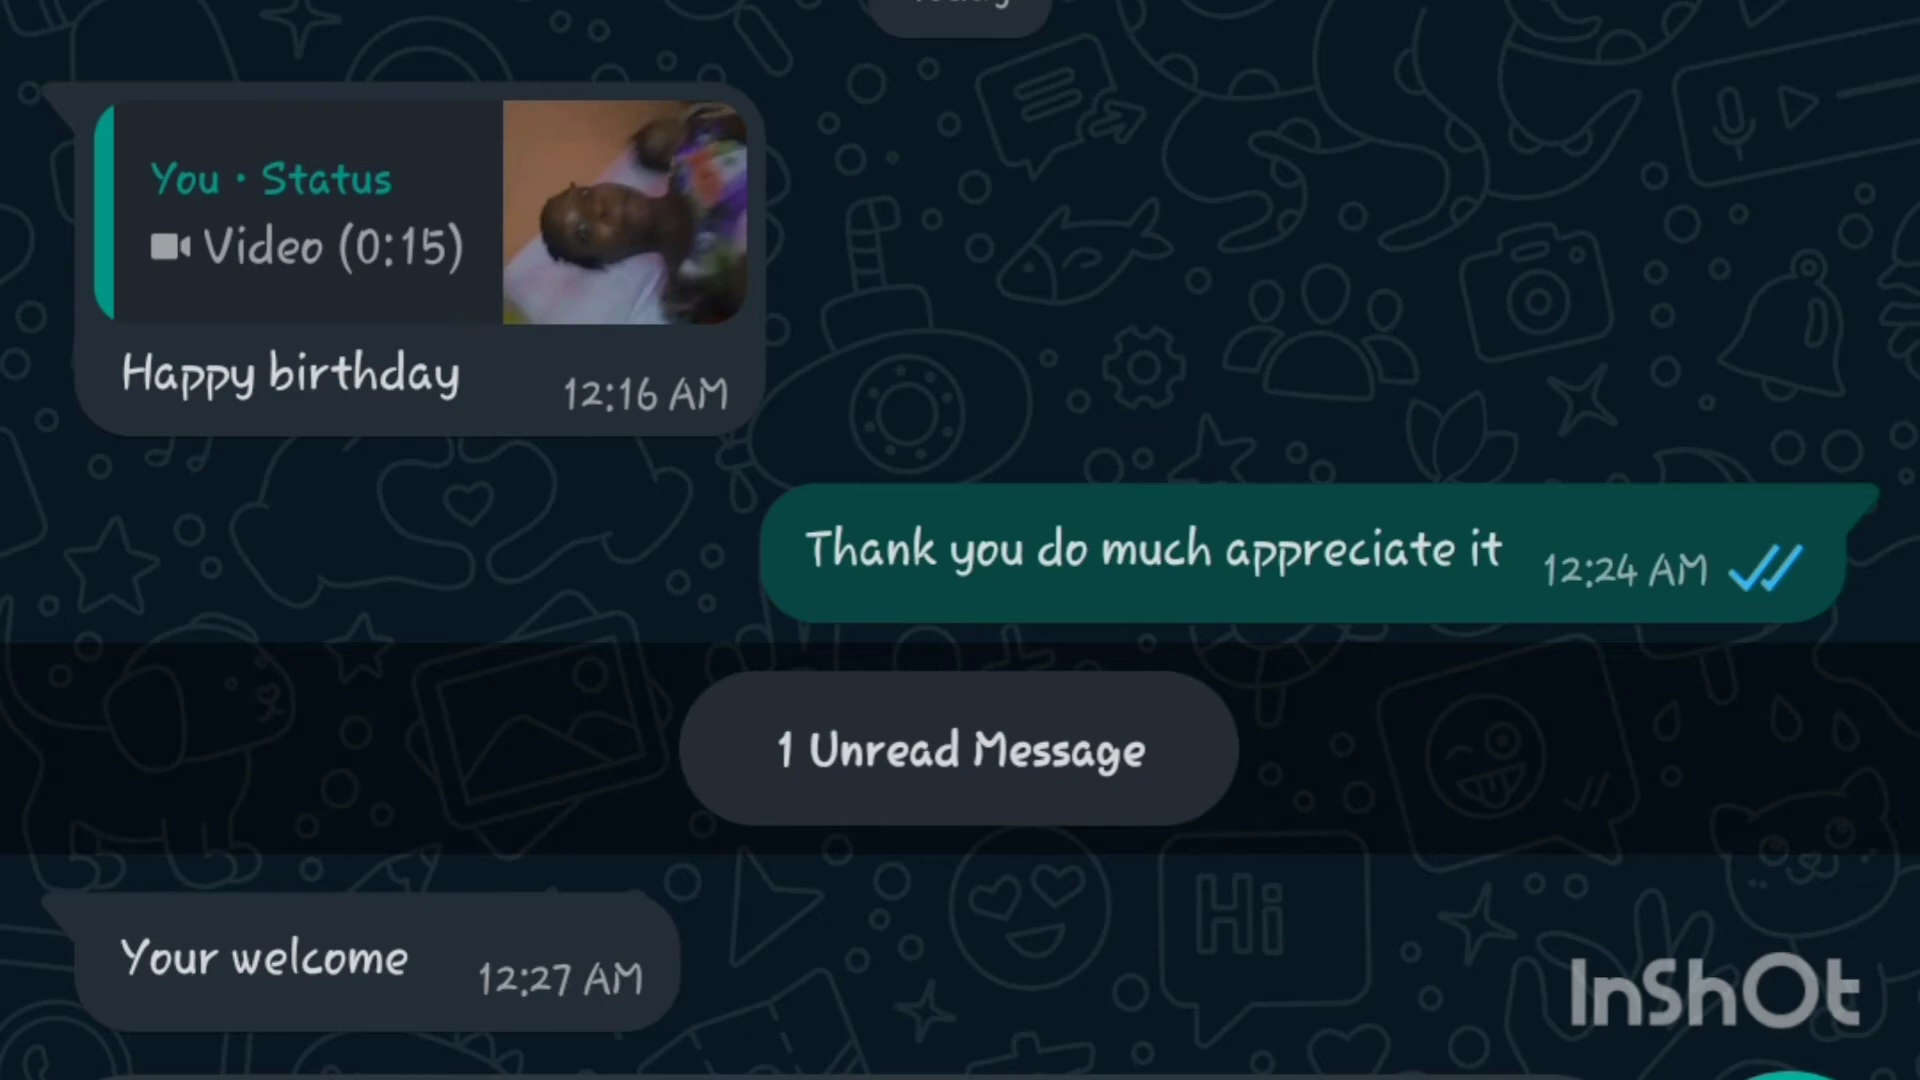 You • Status
Video (0:15)
Happy birthday
12:16 AM
Thank you do much appreciate it
12:24 AM
1 Unread Message
Hi
Your welcome
12:27 AM
InShOt